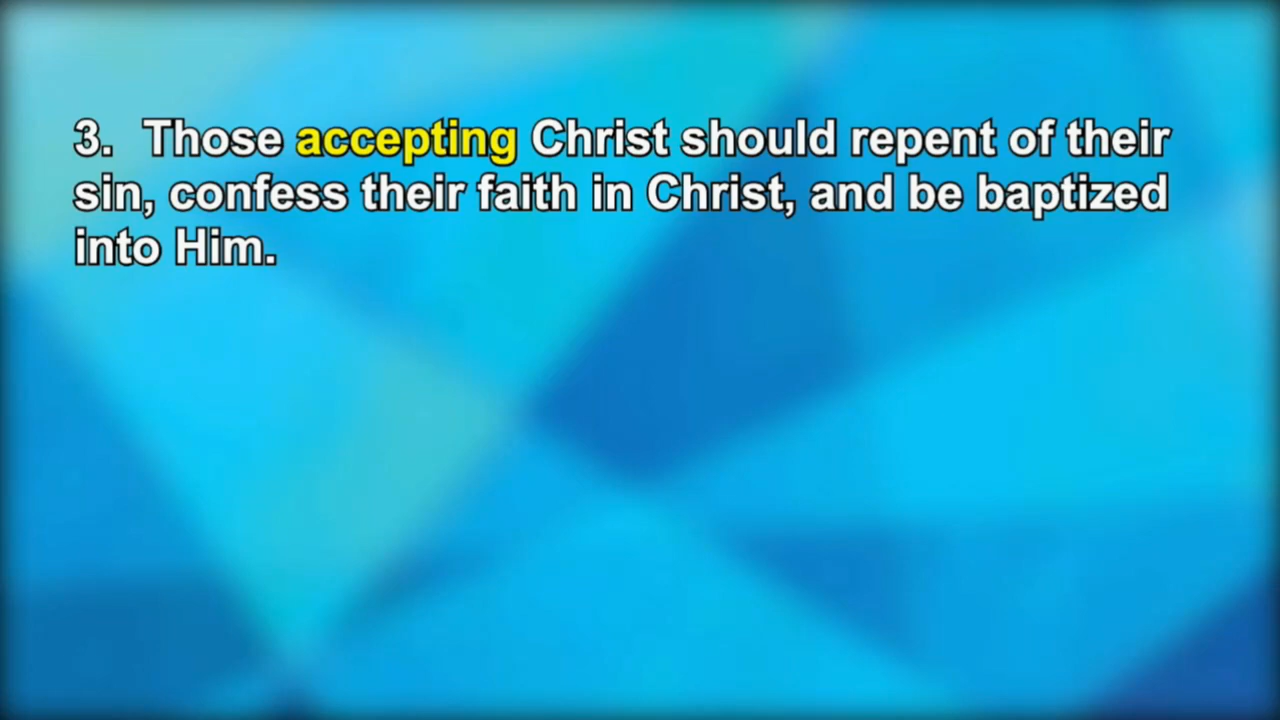 3. Those accepting Christ should repent of their
sin, confess their faith in Christ, and be baptized
into Him.